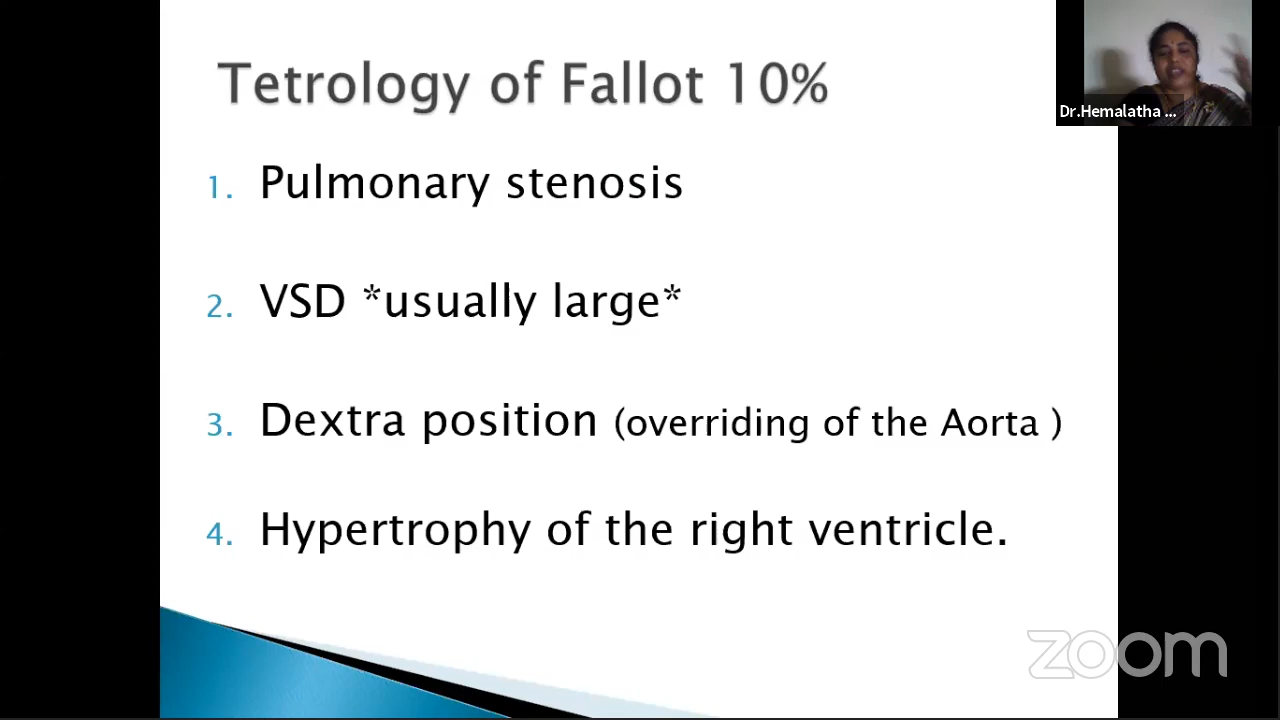 Tetrology of Fallot 10%
Dr.Hemalatha ...
1. Pulmonary stenosis
2. VSD *usually large*
3. Dextra position (overriding of the Aorta )
4. Hypertrophy of the right ventricle.
zoom